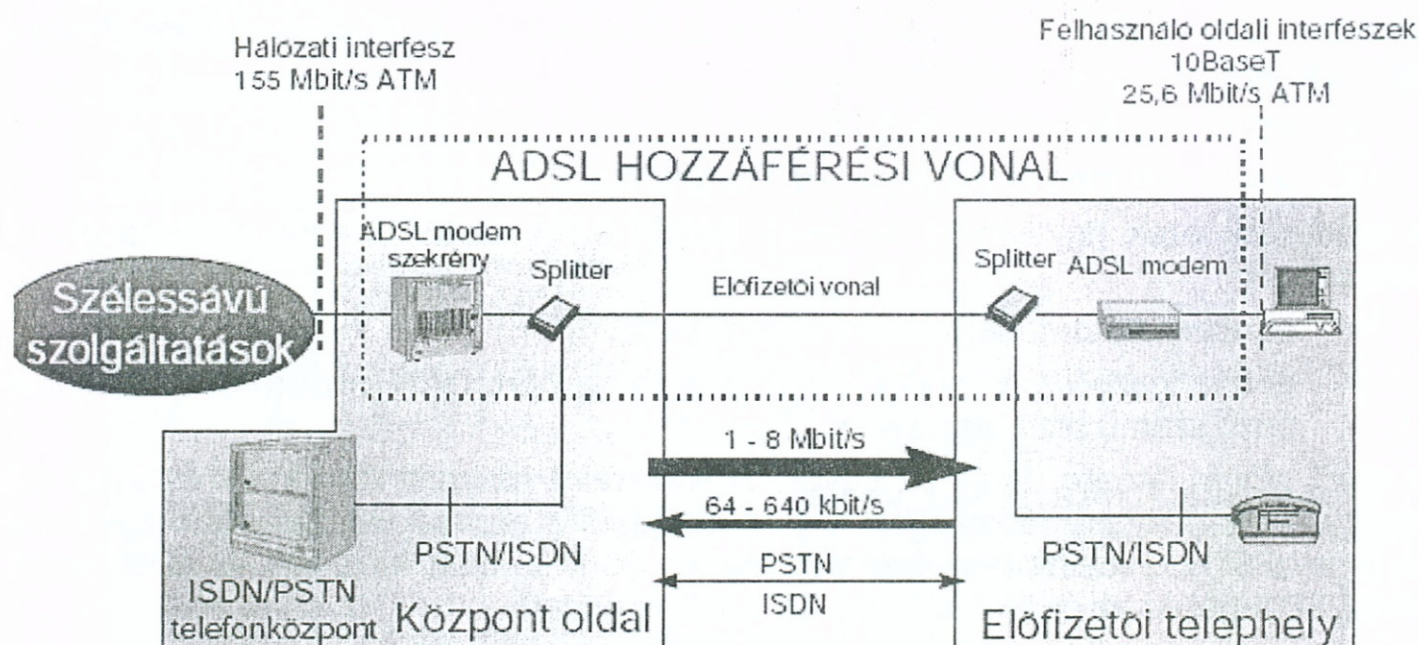 Hálózati interfész
155 Mbit/s ATM
Felhasználó oldali interfészek
10BaseT
25,6 Mbit/s ATM
ADSL HOZZÁFÉRÉSI VONAL
ADSL modem
szekrény
Splitter
Előfizetői vonal
Splitter
ADSL modem
Szélessávú
szolgáltatások
1 - 8 Mbit/s
64 - 640 kbit/s
PSTN/ISDN
PSTN
ISDN
PSTN/ISDN
ISDN/PSTN
telefonközpont
Központ oldal
Előfizetői telephely